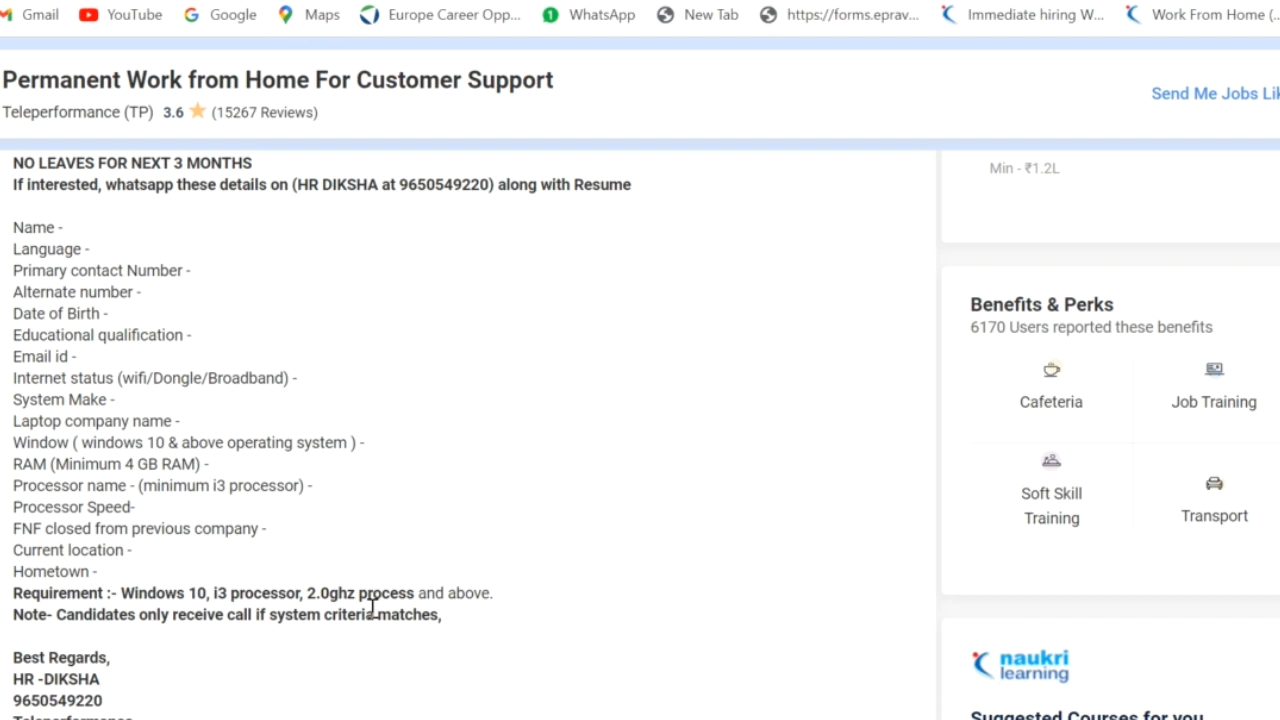 Gmail YouTube Google Maps Europe Career Opp... WhatsApp New Tab https://forms.eprav... Immediate hiring W... Work From Home (...
Permanent Work from Home For Customer Support
Teleperformance (TP) 3.6 (15267 Reviews)
Send Me Jobs
NO LEAVES FOR NEXT 3 MONTHS
If interested, whatsapp these details on (HR DIKSHA at 9650549220) along with Resume
Name -
Language -
Primary contact Number -
Alternate number -
Date of Birth -
Educational qualification -
Email id -
Internet status (wifi/Dongle/Broadband) -
System Make -
Laptop company name -
Window ( windows 10 & above operating system ) -
RAM (Minimum 4 GB RAM) -
Processor name - (minimum i3 processor) -
Processor Speed-
FNF closed from previous company -
Current location -
Hometown -
Requirement :- Windows 10, i3 processor, 2.0ghz process and above.
Note- Candidates only receive call if system criteria matches,
Best Regards,
HR -DIKSHA
9650549220
Teleperformance
Min - ₹1.2L
Benefits & Perks
6170 Users reported these benefits
Cafeteria
Job Training
Soft Skill
Training
Transport
naukri
learning
Suggested Courses for you